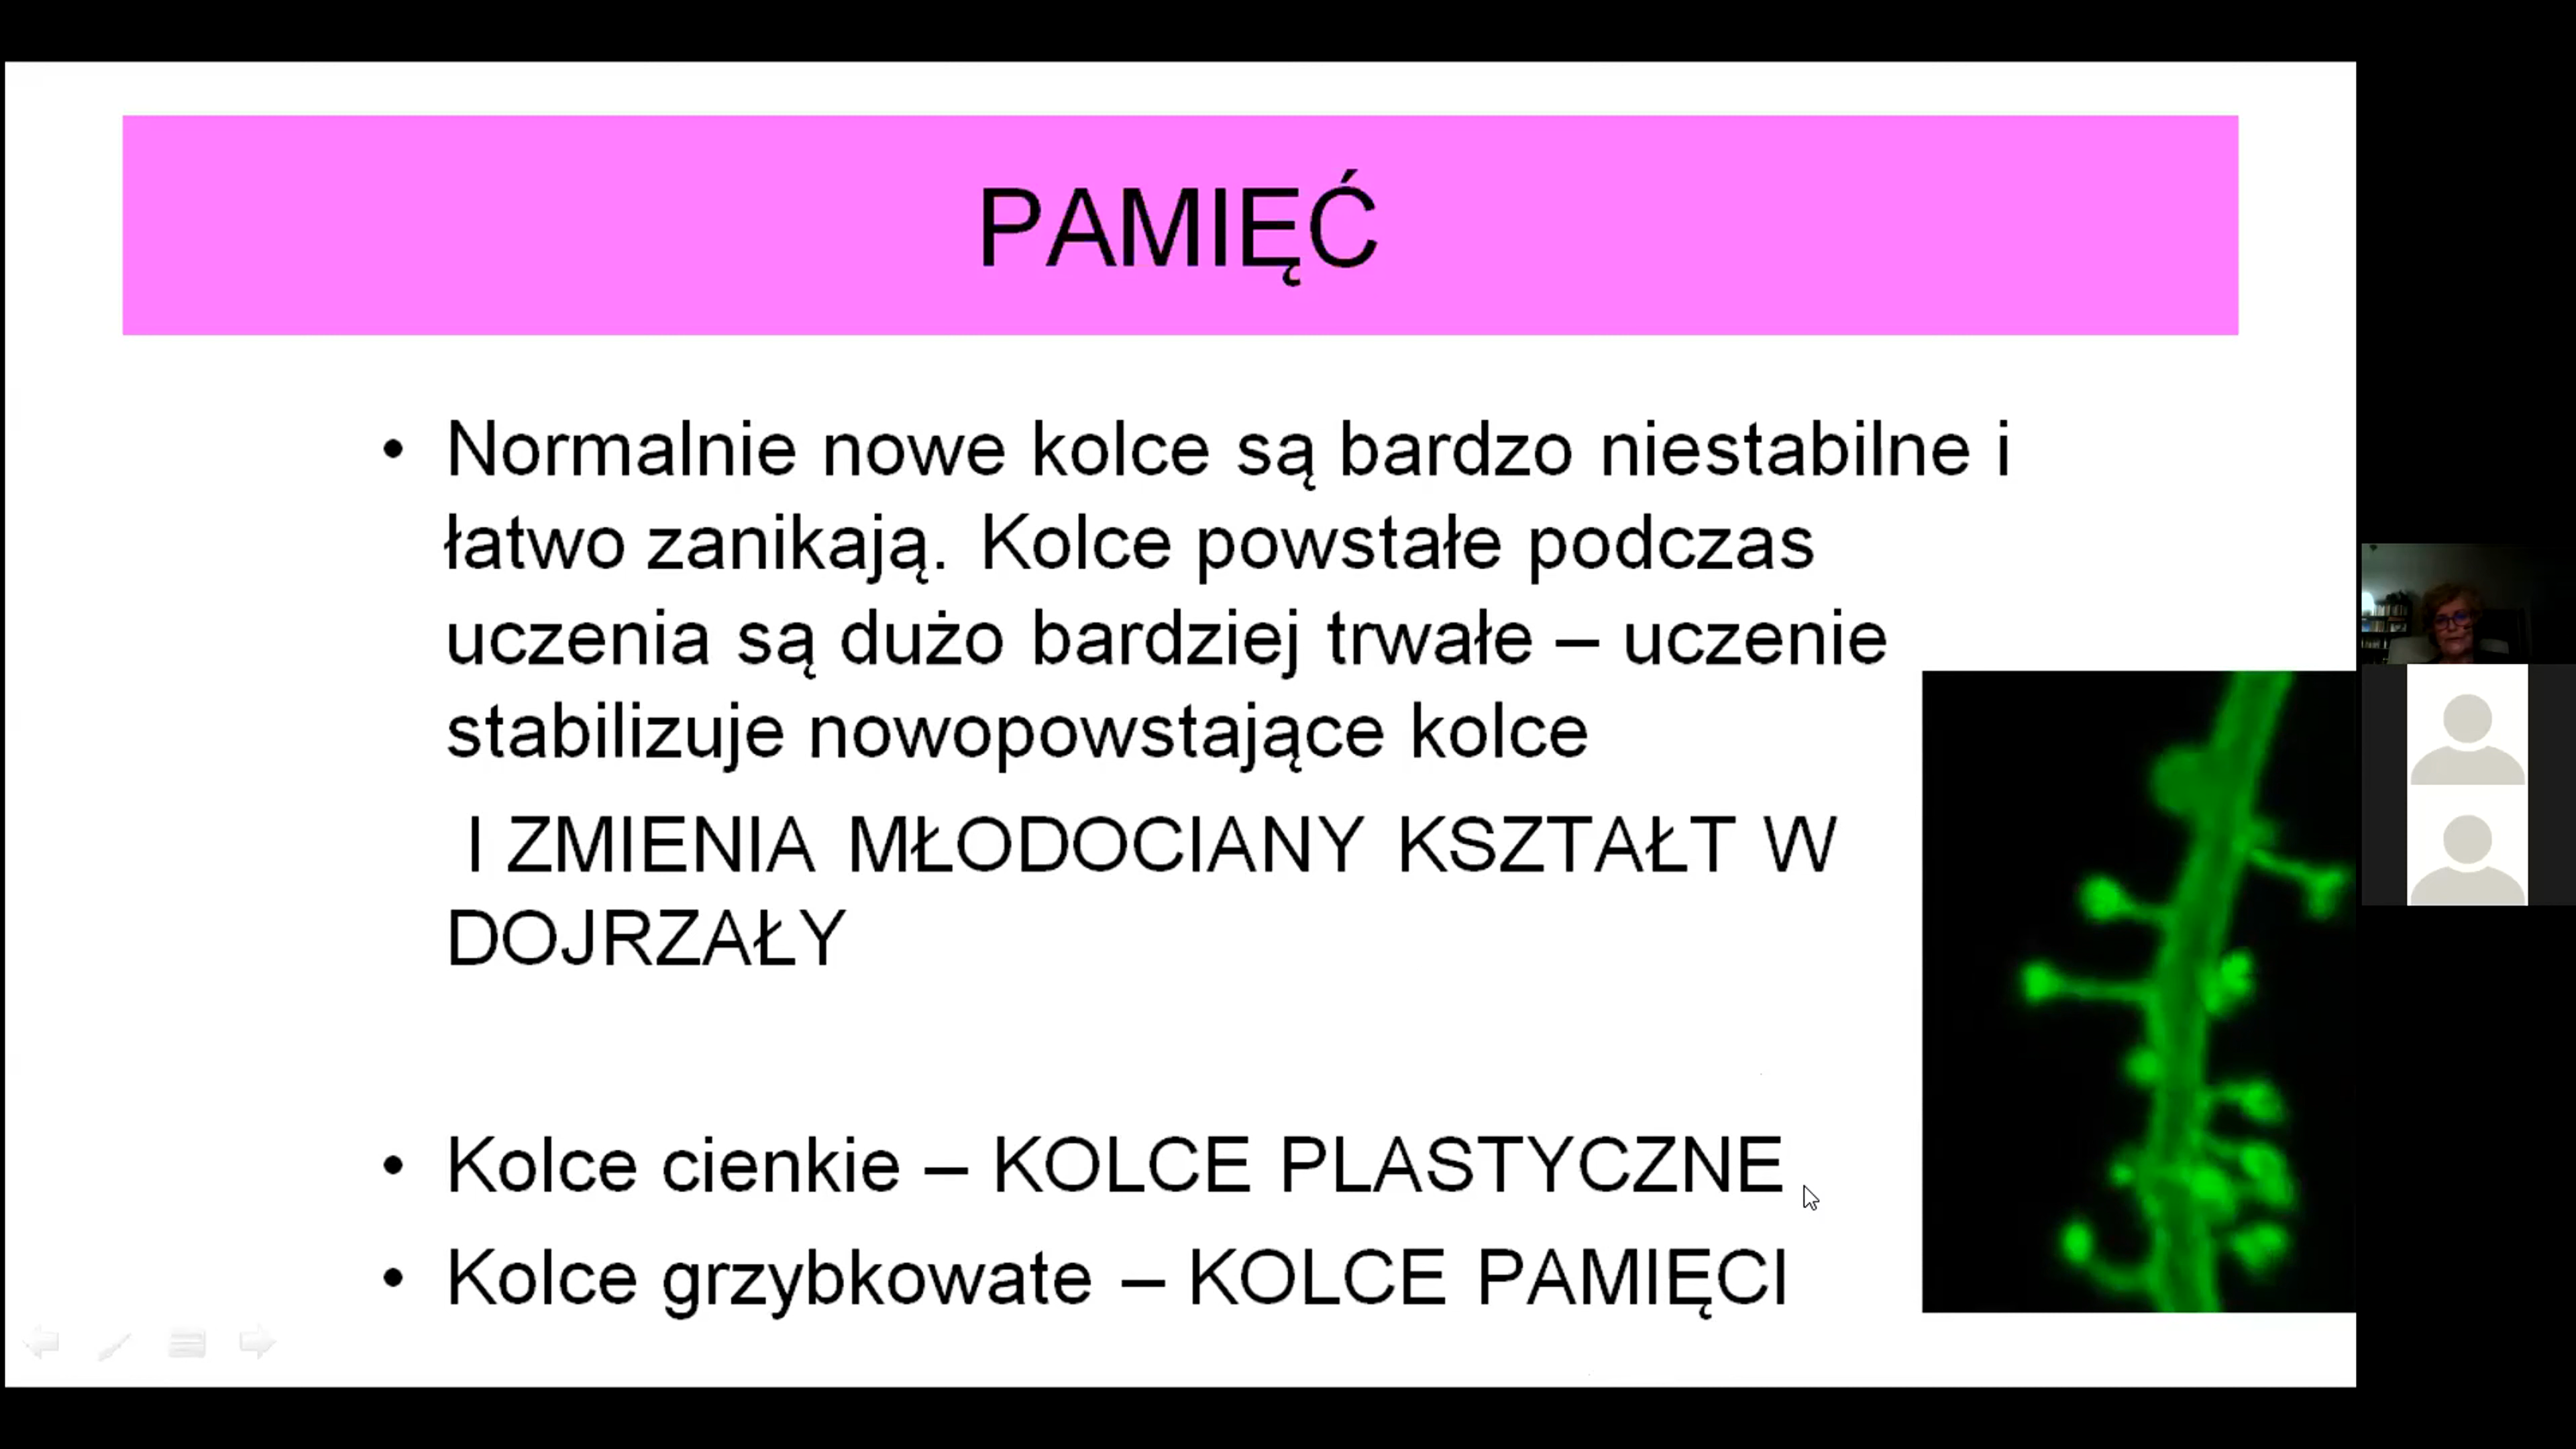 PAMIĘĆ
• Normalnie nowe kolce są bardzo niestabilne i
łatwo zanikają. Kolce powstałe podczas
uczenia są dużo bardziej trwałe – uczenie
stabilizuje nowopowstające kolce
I ZMIENIA MŁODOCIANY KSZTAŁT W
DOJRZAŁY
• Kolce cienkie – KOLCE PLASTYCZNE
• Kolce grzybkowate – KOLCE PAMIĘCI